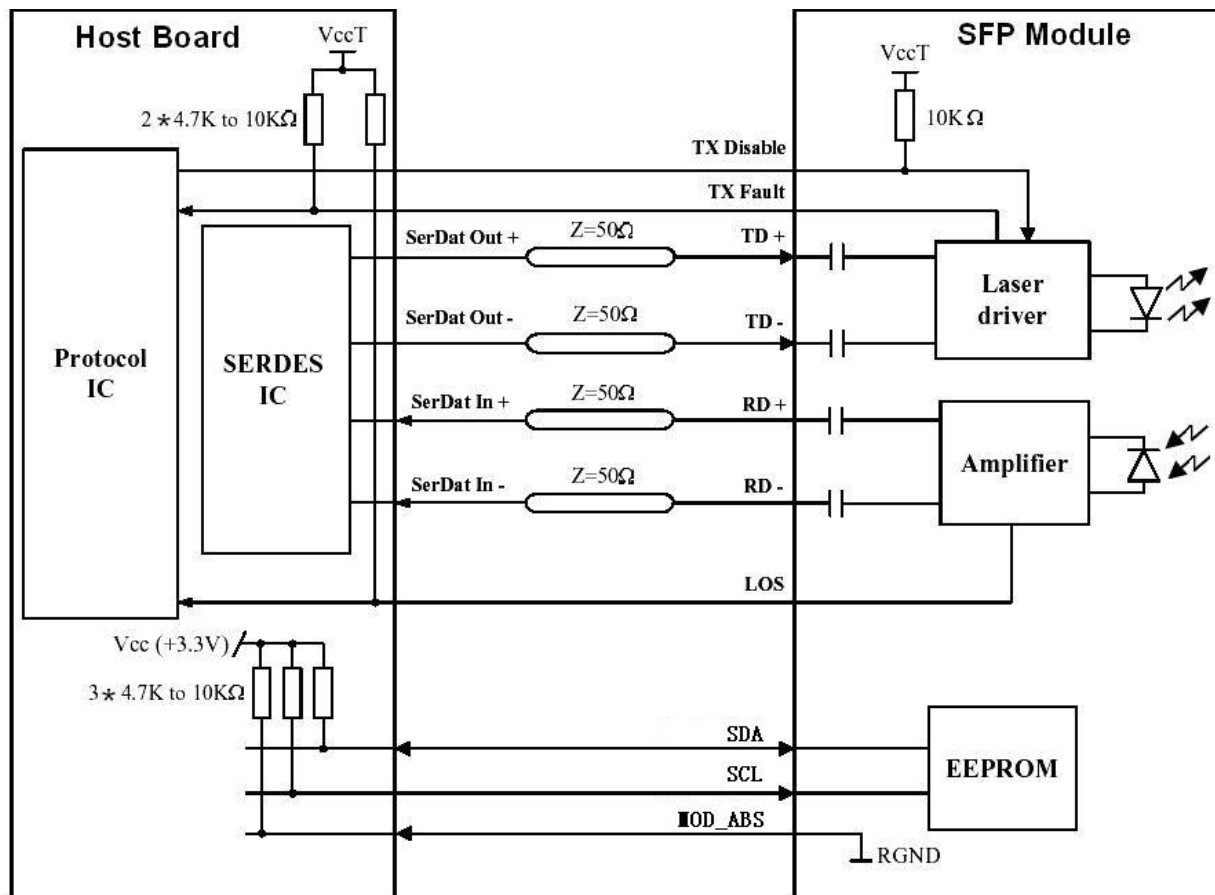 Host Board
SFP Module
VccT
VccT
2*4.7K to 10KΩ
10KΩ
TX Disable
TX Fault
SerDat Out +
Z=50Ω
TD +
SerDat Out -
Z=50Ω
TD -
Laser
driver
Protocol
IC
SERDES
IC
SerDat In +
Z=50Ω
RD +
SerDat In -
Z=50Ω
RD -
Amplifier
LOS
Vcc (+3.3V)
3*4.7K to 10KΩ
SDA
SCL
MOD_ABS
EEPROM
RGND